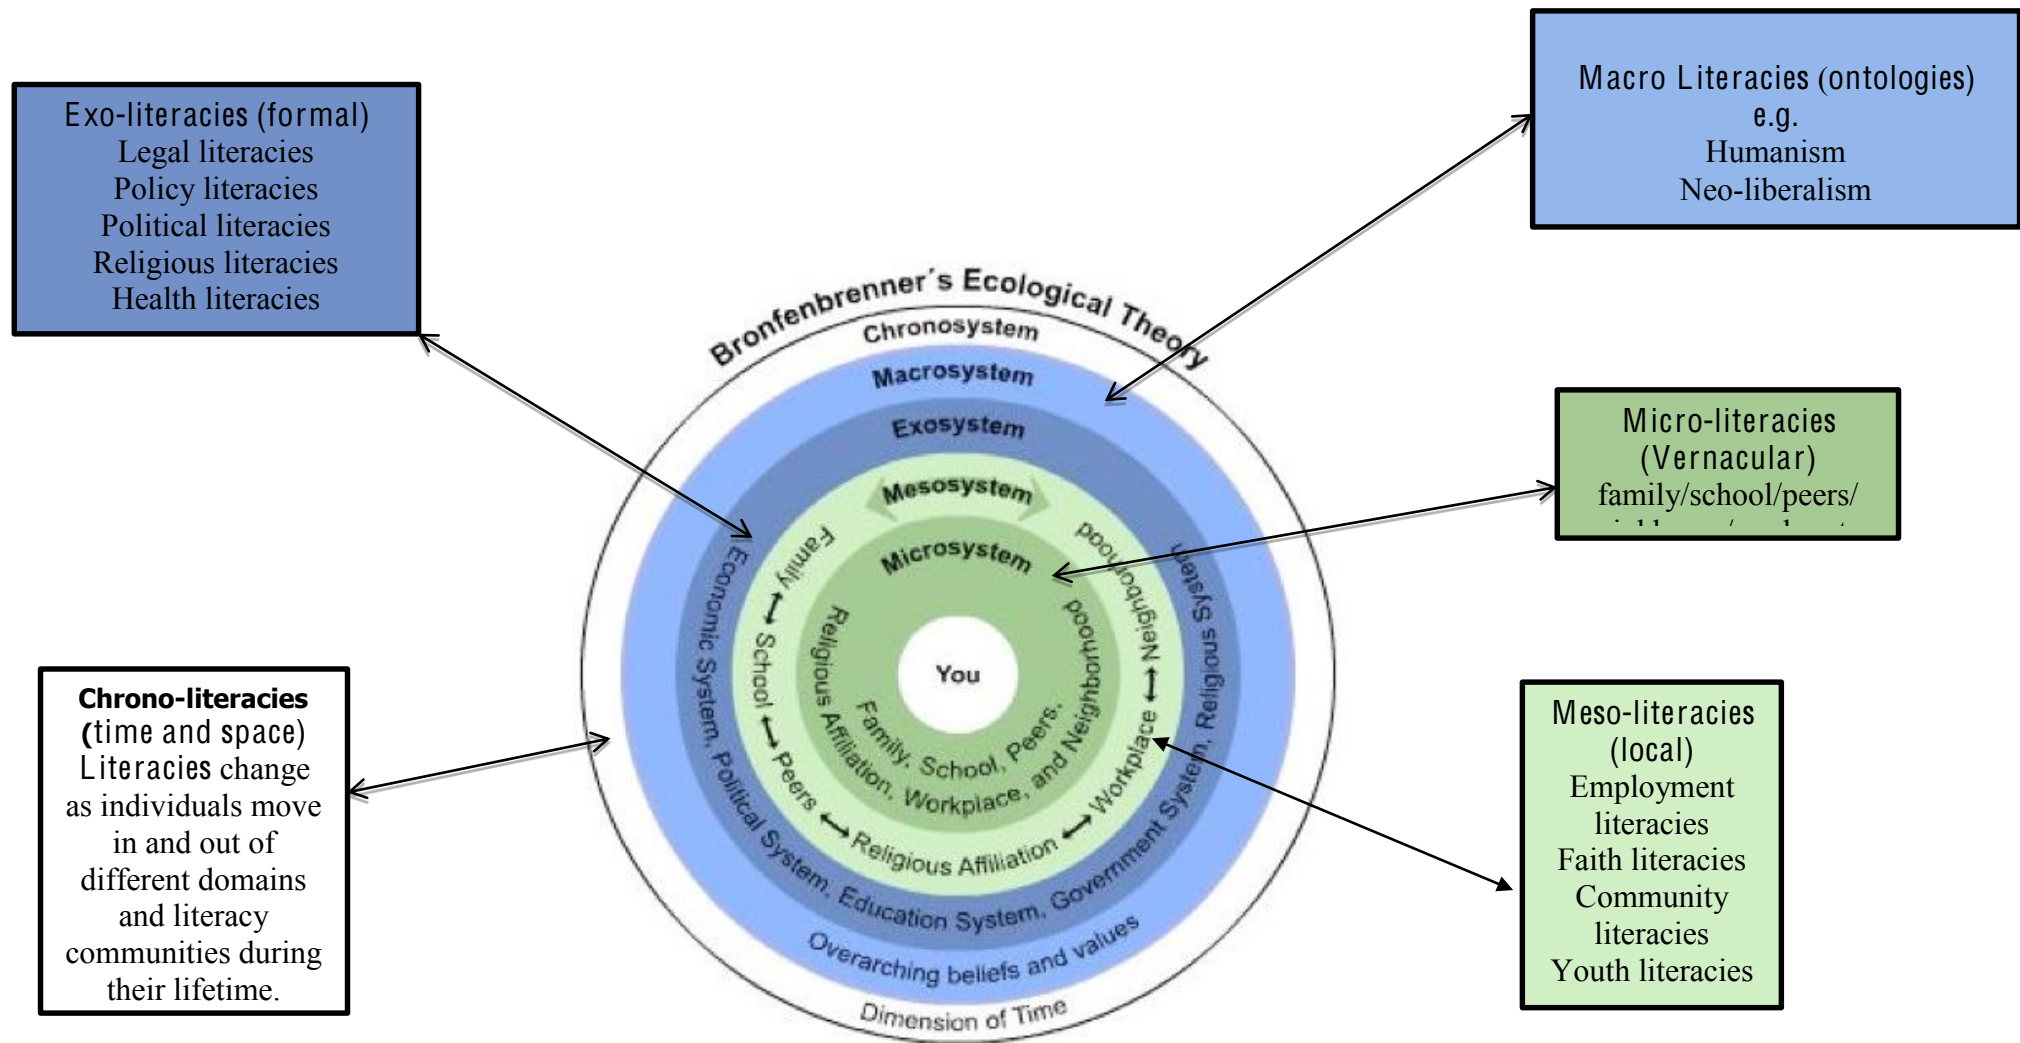 Exo-literacies (formal)
Legal literacies
Policy literacies
Political literacies
Religious literacies
Health literacies
Macro Literacies (ontologies)
e.g.
Humanism
Neo-liberalism
Bronfenbrenner´s Ecological Theory
Chronosystem
Macrosystem
Exosystem
Mesosystem
Microsystem
You
Family, School, Peers,
Religious Affiliation, Workplace, and Neighborhood
Family ⟷ School ⟷ Peers ⟷ Religious Affiliation ⟷ Workplace ⟷ Neighborhood
Economic System, Political System, Education System, Government System, Religious System
Overarching beliefs and values
Dimension of Time
Micro-literacies
(Vernacular)
family/school/peers/
Chrono-literacies
(time and space)
Literacies change
as individuals move
in and out of
different domains
and literacy
communities during
their lifetime.
Meso-literacies
(local)
Employment
literacies
Faith literacies
Community
literacies
Youth literacies